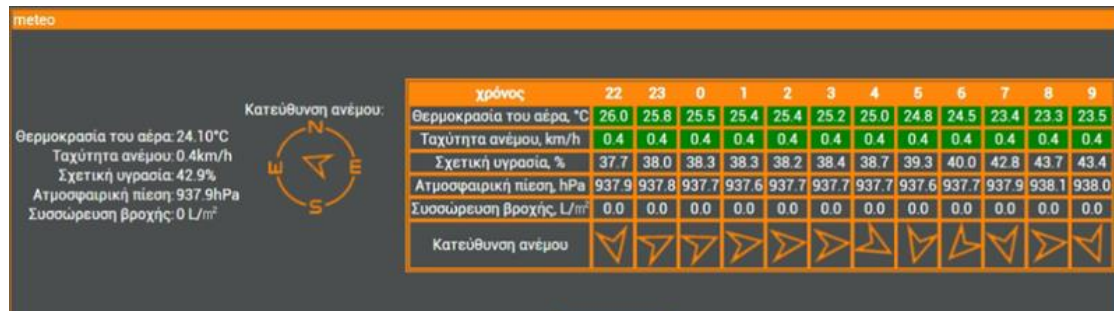 meteo
Κατεύθυνση ανέμου:
Θερμοκρασία του αέρα: 24.10°C
Ταχύτητα ανέμου: 0.4km/h
Σχετική υγρασία: 42.9%
Ατμοσφαιρική πίεση: 937.9hPa
Συσσώρευση βροχής: 0 L/m²
N
W E
S
χρόνος 22 23 0 1 2 3 4 5 6 7 8 9
Θερμοκρασία του αέρα, °C 26.0 25.8 25.5 25.4 25.4 25.2 25.0 24.8 24.5 23.4 23.3 23.5
Ταχύτητα ανέμου, km/h 0.4 0.4 0.4 0.4 0.4 0.4 0.4 0.4 0.4 0.4 0.4 0.4
Σχετική υγρασία, % 37.7 38.0 38.3 38.3 38.2 38.4 38.7 39.3 40.0 42.8 43.7 43.4
Ατμοσφαιρική πίεση, hPa 937.9 937.8 937.7 937.6 937.7 937.7 937.7 937.6 937.7 937.9 938.1 938.0
Συσσώρευση βροχής, L/m² 0.0 0.0 0.0 0.0 0.0 0.0 0.0 0.0 0.0 0.0 0.0 0.0
Κατεύθυνση ανέμου